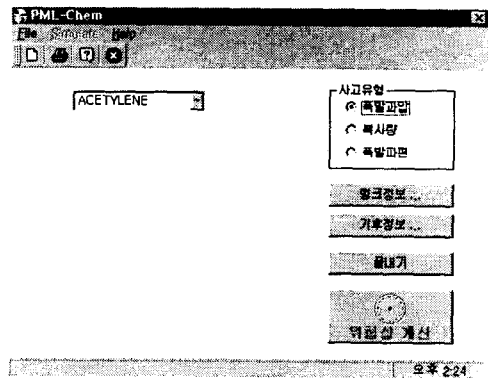 PML-Chem
File Simulate Help
ACETYLENE
사고유형
폭발과압
복사량
폭발파편
탱크정보 ...
기후정보 ...
끝내기
위험성 계산
오후 2:24